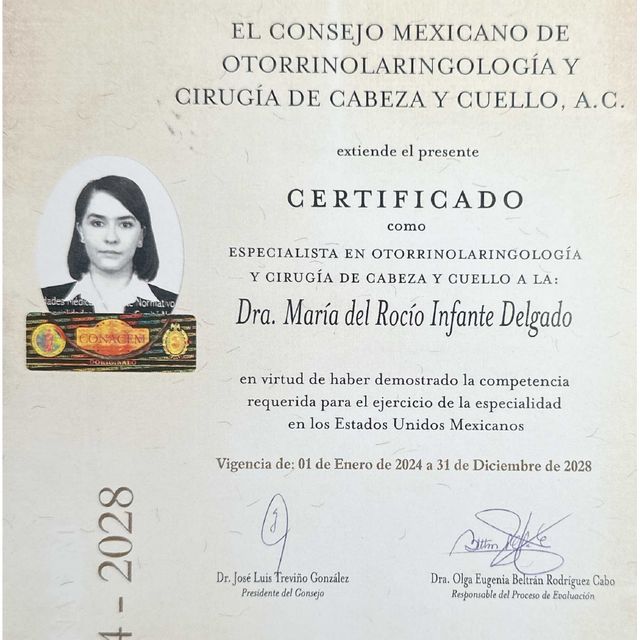 EL CONSEJO MEXICANO DE
OTORRINOLARINGOLOGÍA Y
CIRUGÍA DE CABEZA Y CUELLO, A.C.
extiende el presente
CERTIFICADO
como
ESPECIALISTA EN OTORRINOLARINGOLOGÍA
Y CIRUGÍA DE CABEZA Y CUELLO A LA:
Dra. María del Rocío Infante Delgado
Normativo
CONACEM
en virtud de haber demostrado la competencia
requerida para el ejercicio de la especialidad
en los Estados Unidos Mexicanos
Vigencia de: 01 de Enero de 2024 a 31 de Diciembre de 2028
Dr. José Luis Treviño González
Presidente del Consejo
Dra. Olga Eugenia Beltrán Rodríguez Cabo
Responsable del Proceso de Evaluación
4 - 2028